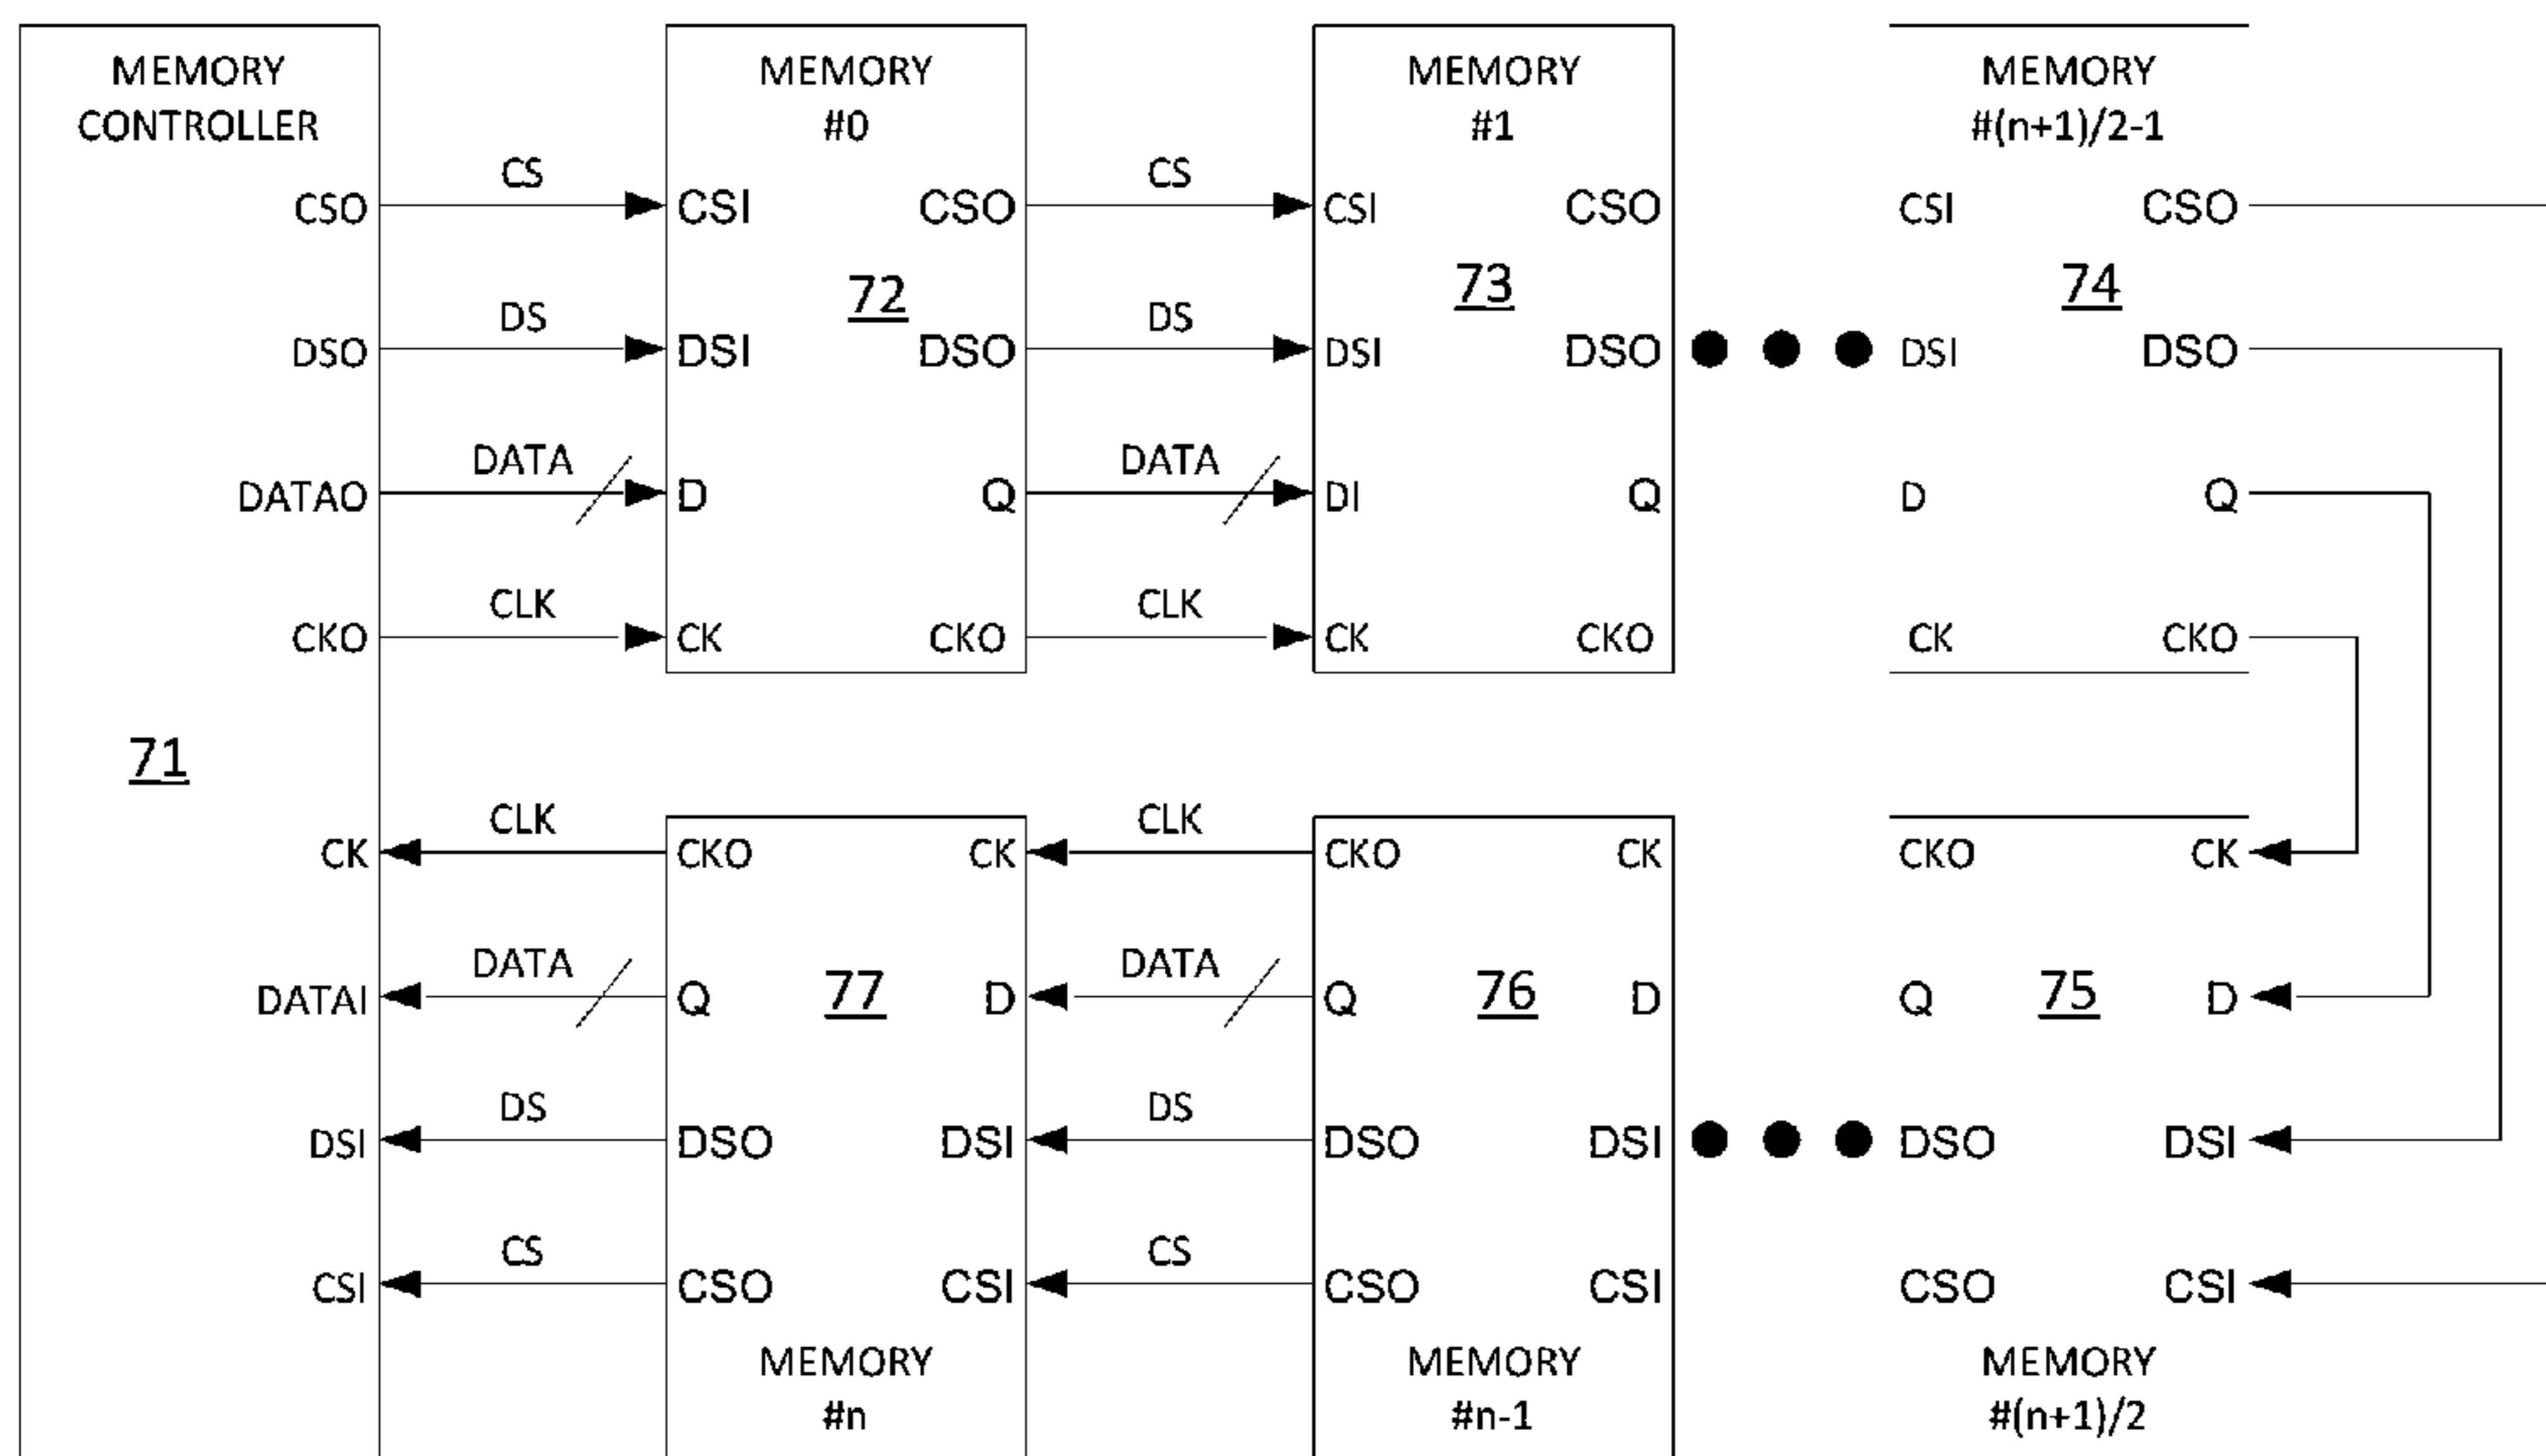 MEMORY
CONTROLLER
MEMORY
#0
MEMORY
#1
MEMORY
#(n+1)/2-1
CSO
CS
CSI
CSO
CS
CSI
CSO
CSI
CSO
72
73
74
DSO
DS
DSI
DSO
DS
DSI
DSO
DSI
DSO
DATAO
DATA
D
Q
DATA
DI
Q
D
Q
CKO
CLK
CK
CKO
CLK
CK
CKO
CK
CKO
71
CK
CLK
CKO
CK
CLK
CKO
CK
CKO
CK
DATAI
DATA
Q
77
D
DATA
Q
76
D
Q
75
D
DSI
DS
DSO
DSI
DS
DSO
DSI
DSO
DSI
CSI
CS
CSO
CSI
CS
CSO
CSI
CSO
CSI
MEMORY
#n
MEMORY
#n-1
MEMORY
#(n+1)/2